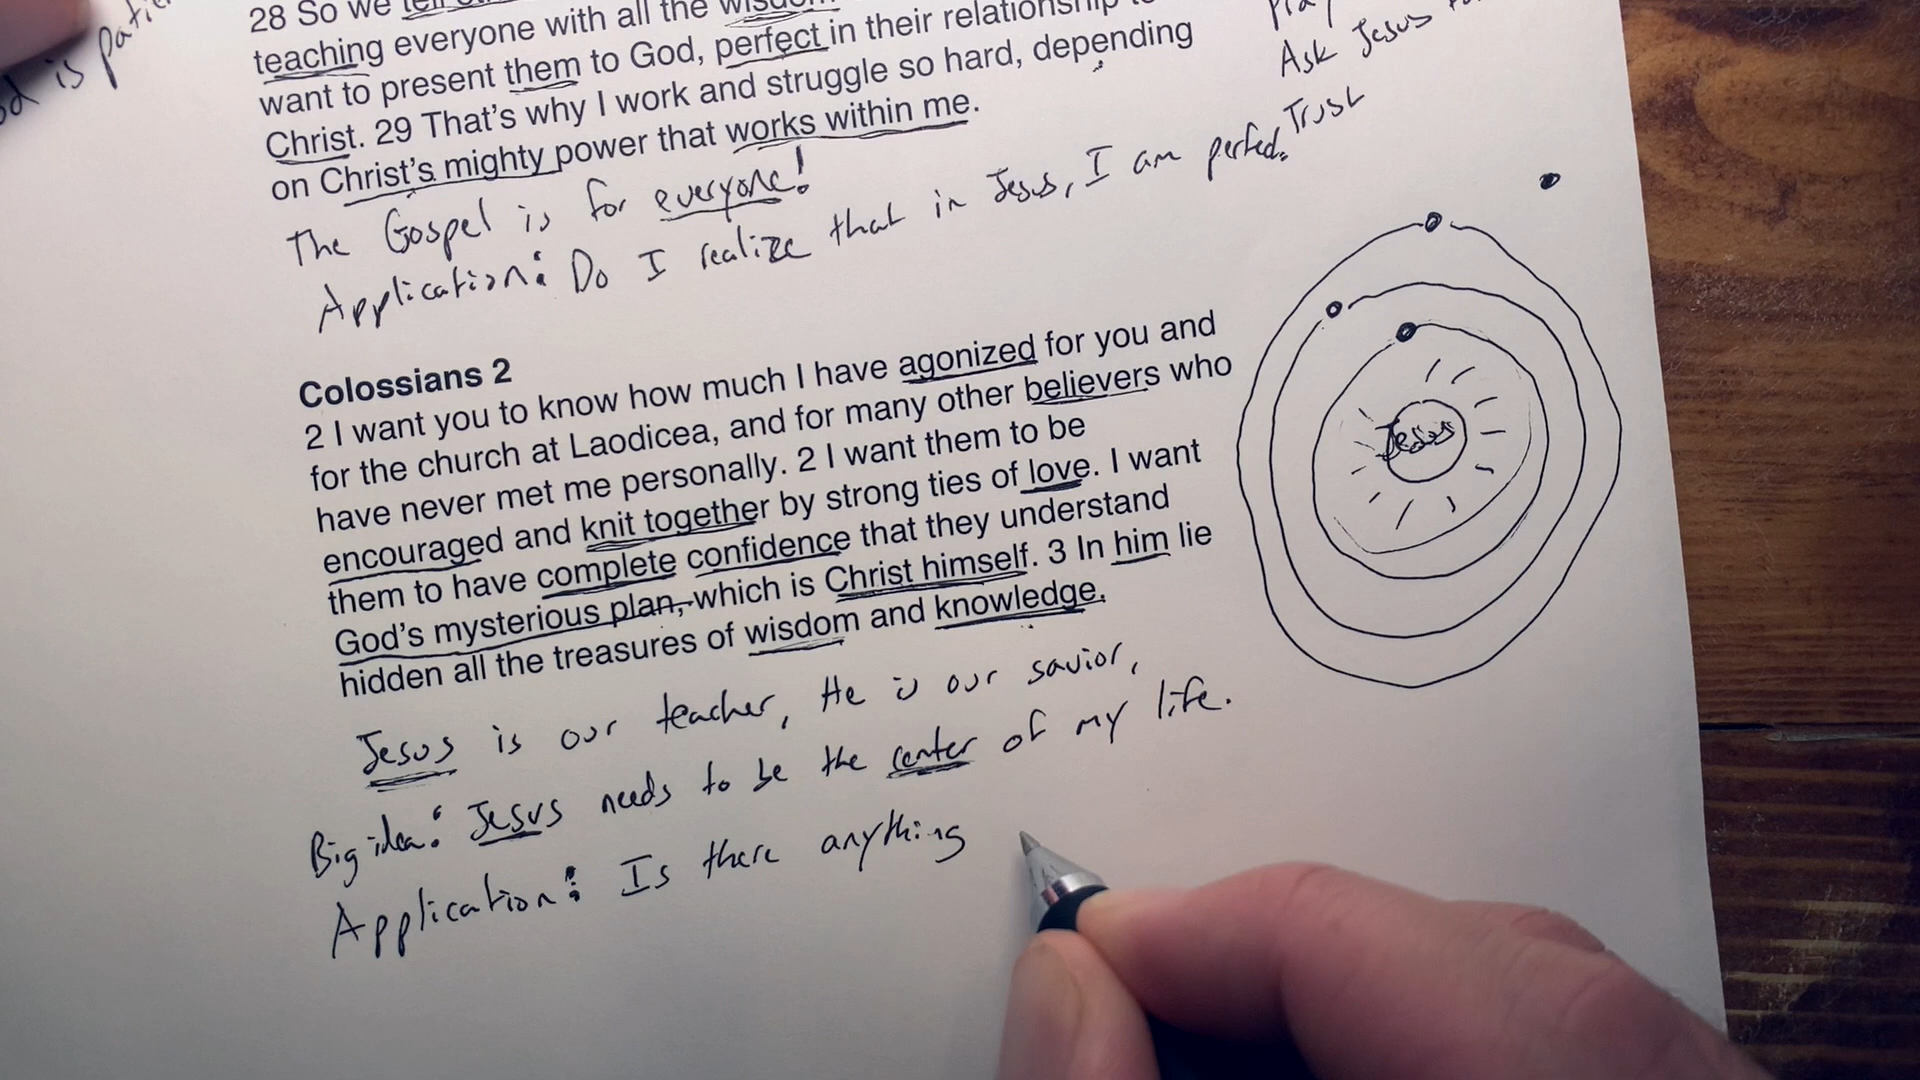 28 So we tell
teaching everyone with all the wisdom
want to present them to God, perfect in their relationship
Christ. 29 That's why I work and struggle so hard, depending
on Christ's mighty power that works within me.
The Gospel is for everyone!
Application: Do I realize that in Jesus, I am perfect.
Ask Jesus
Trust
is
Colossians 2
2 I want you to know how much I have agonized for you and
for the church at Laodicea, and for many other believers who
have never met me personally. 2 I want them to be
encouraged and knit together by strong ties of love. I want
them to have complete confidence that they understand
God's mysterious plan, which is Christ himself. 3 In him lie
hidden all the treasures of wisdom and knowledge.
Jesus
Jesus is our teacher, He is our savior,
Big idea: Jesus needs to be the center of my life.
Application: Is there anything